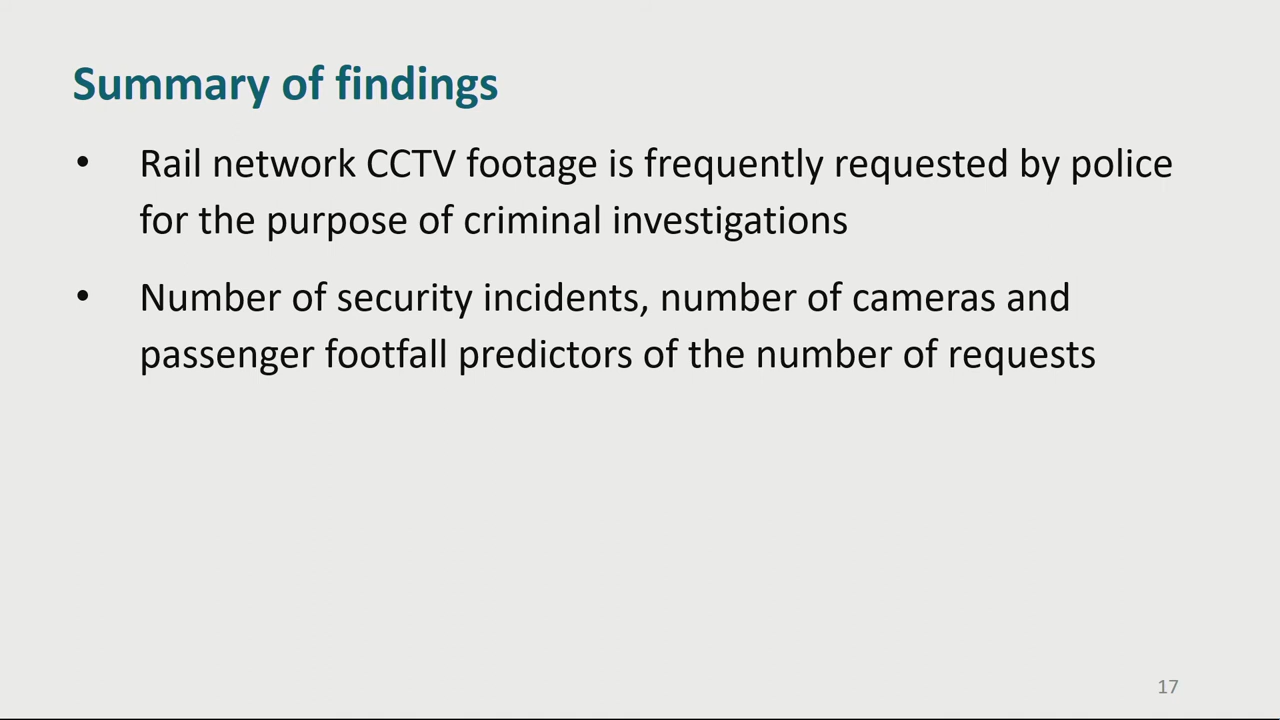 Summary of findings
• Rail network CCTV footage is frequently requested by police
for the purpose of criminal investigations
• Number of security incidents, number of cameras and
passenger footfall predictors of the number of requests
17